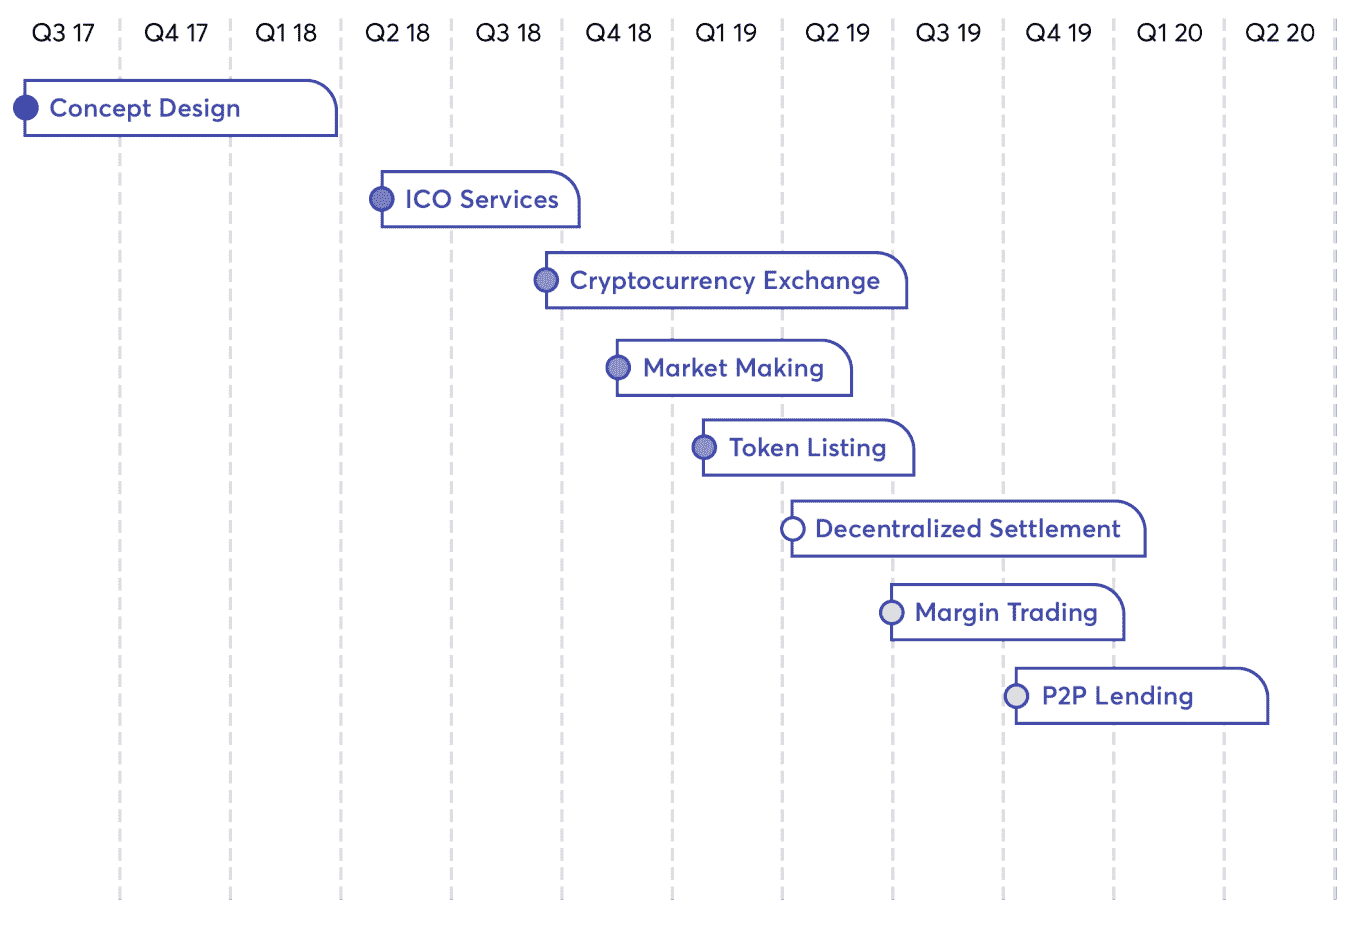 Q3 17 Q4 17 Q1 18 Q2 18 Q3 18 Q4 18 Q1 19 Q2 19 Q3 19 Q4 19 Q1 20 Q2 20
Concept Design
ICO Services
Cryptocurrency Exchange
Market Making
Token Listing
Decentralized Settlement
Margin Trading
P2P Lending